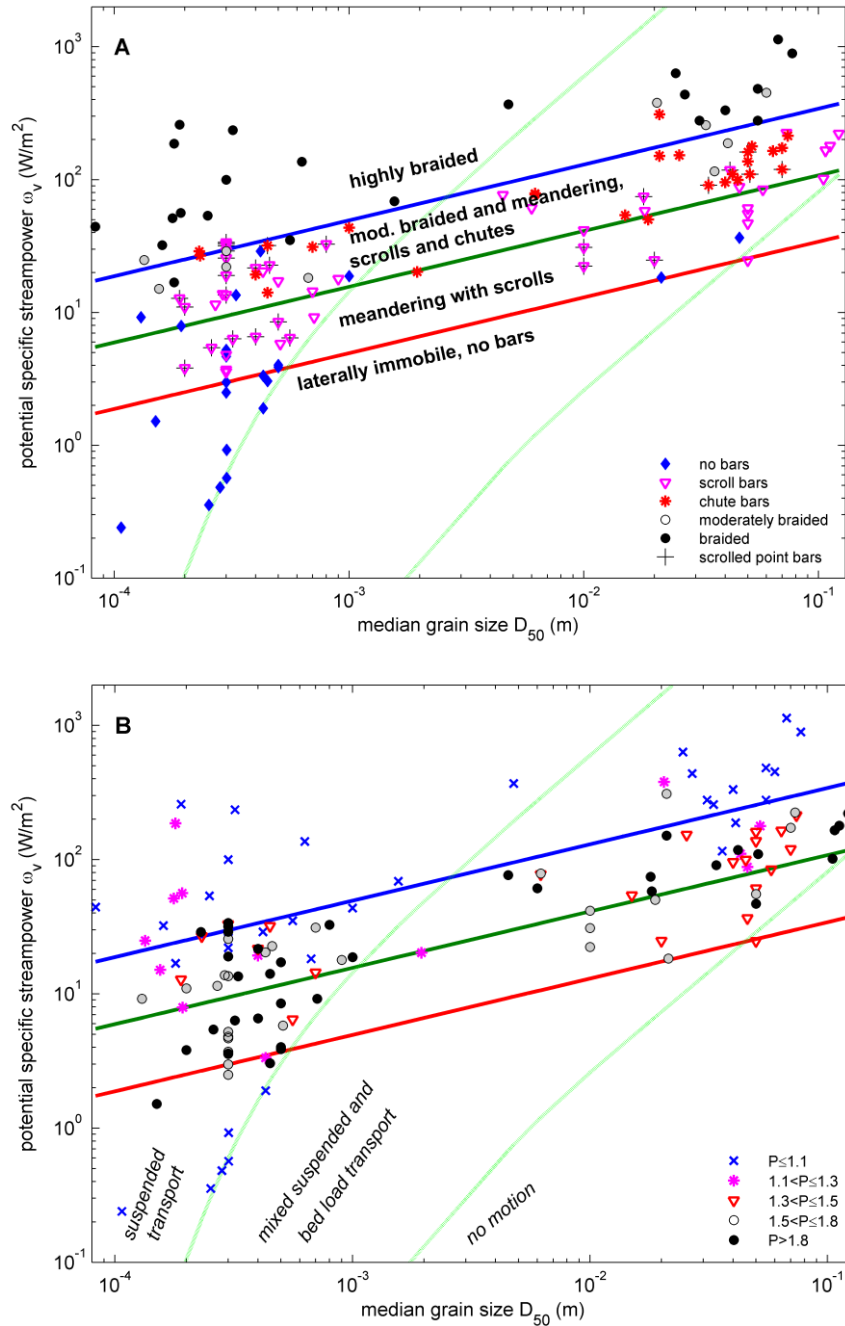 A
10³
10²
10¹
10⁰
10⁻¹
potential specific streampower ωᵥ (W/m²)
highly braided
mod. braided and meandering,
scrolls and chutes
meandering with scrolls
laterally immobile, no bars
no bars
scroll bars
chute bars
moderately braided
braided
scrolled point bars
10⁻⁴
10⁻³
10⁻²
10⁻¹
median grain size D₅₀ (m)
B
10³
10²
10¹
10⁰
10⁻¹
potential specific streampower ωᵥ (W/m²)
suspended
transport
mixed suspended and
bed load transport
no motion
P≤1.1
1.1<P≤1.3
1.3<P≤1.5
1.5<P≤1.8
P>1.8
10⁻⁴
10⁻³
10⁻²
10⁻¹
median grain size D₅₀ (m)